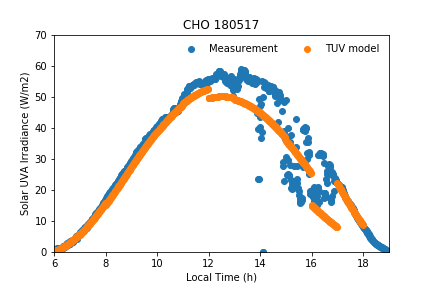 CHO 180517
Measurement
TUV model
Solar UVA Irradiance (W/m2)
70
60
50
40
30
20
10
0
6 8 10 12 14 16 18
Local Time (h)